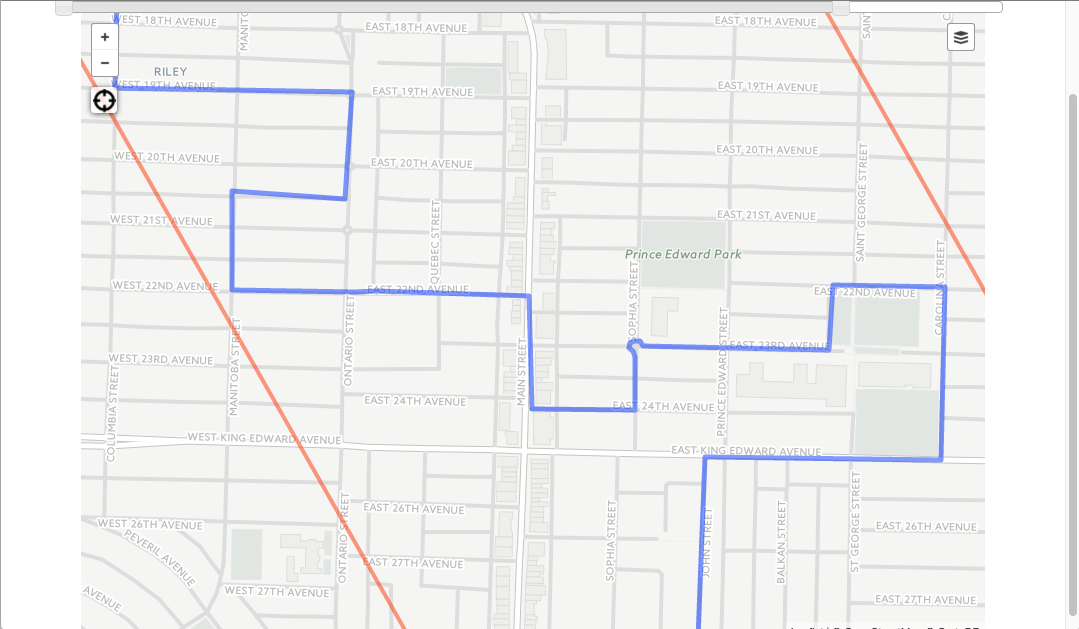 WEST 18TH AVENUE
MANITO
EAST 18TH AVENUE
EAST 18TH AVENUE
SAINT
C
+
−
RILEY
WEST 19TH AVENUE
EAST 19TH AVENUE
EAST 19TH AVENUE
WEST 20TH AVENUE
EAST 20TH AVENUE
EAST 20TH AVENUE
SAINT GEORGE STREET
WEST 21ST AVENUE
QUEBEC STREET
EAST 21ST AVENUE
Prince Edward Park
WEST 22ND AVENUE
EAST 22ND AVENUE
SOPHIA STREET
EAST 22ND AVENUE
CAROLINA STREET
ONTARIO STREET
MANITOBA STREET
WEST 23RD AVENUE
MAIN STREET
PRINCE EDWARD STREET
EAST 23RD AVENUE
COLUMBIA STREET
EAST 24TH AVENUE
EAST 24TH AVENUE
WEST KING EDWARD AVENUE
EAST KING EDWARD AVENUE
WEST 26TH AVENUE
ONTARIO STREET
EAST 26TH AVENUE
SOPHIA STREET
JOHN STREET
BALKAN STREET
ST GEORGE STREET
EAST 26TH AVENUE
PEVERIL AVENUE
EAST 27TH AVENUE
AVENUE
WEST 27TH AVENUE
EAST 27TH AVENUE